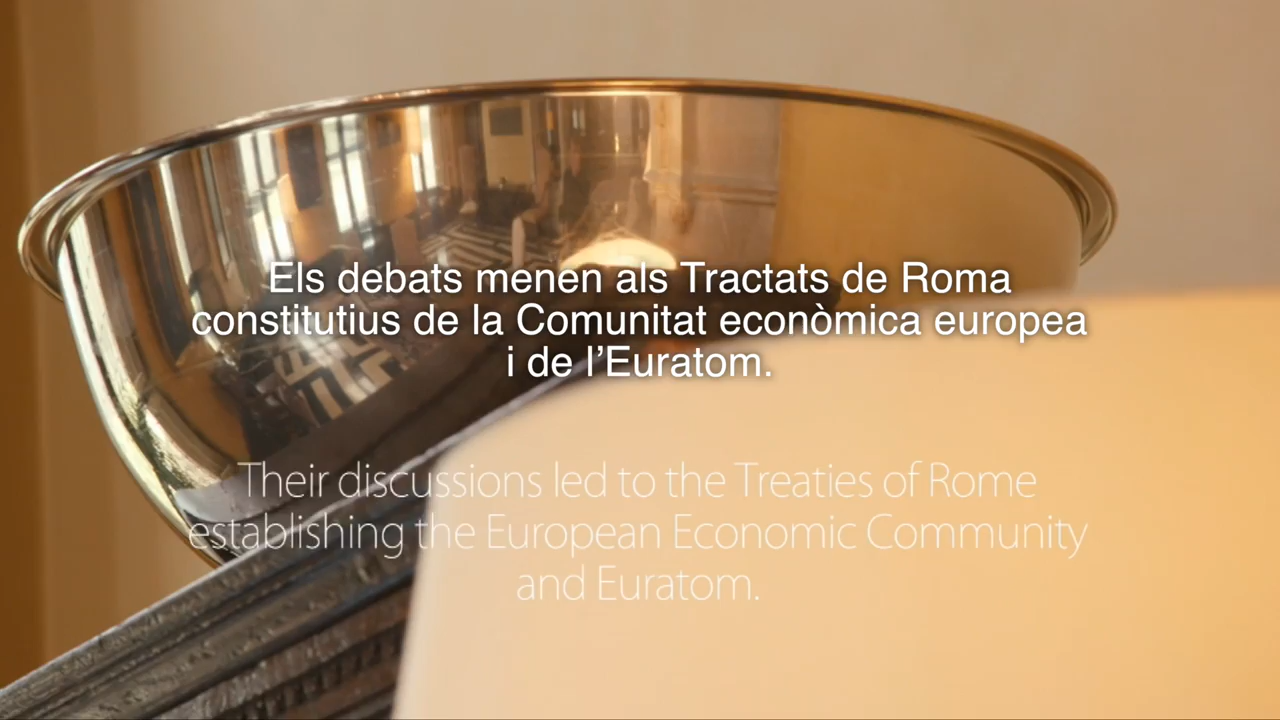 Els debats menen als Tractats de Roma
constitutius de la Comunitat econòmica europea
i de l’Euratom.
Their discussions led to the Treaties of Rome
establishing the European Economic Community
and Euratom.